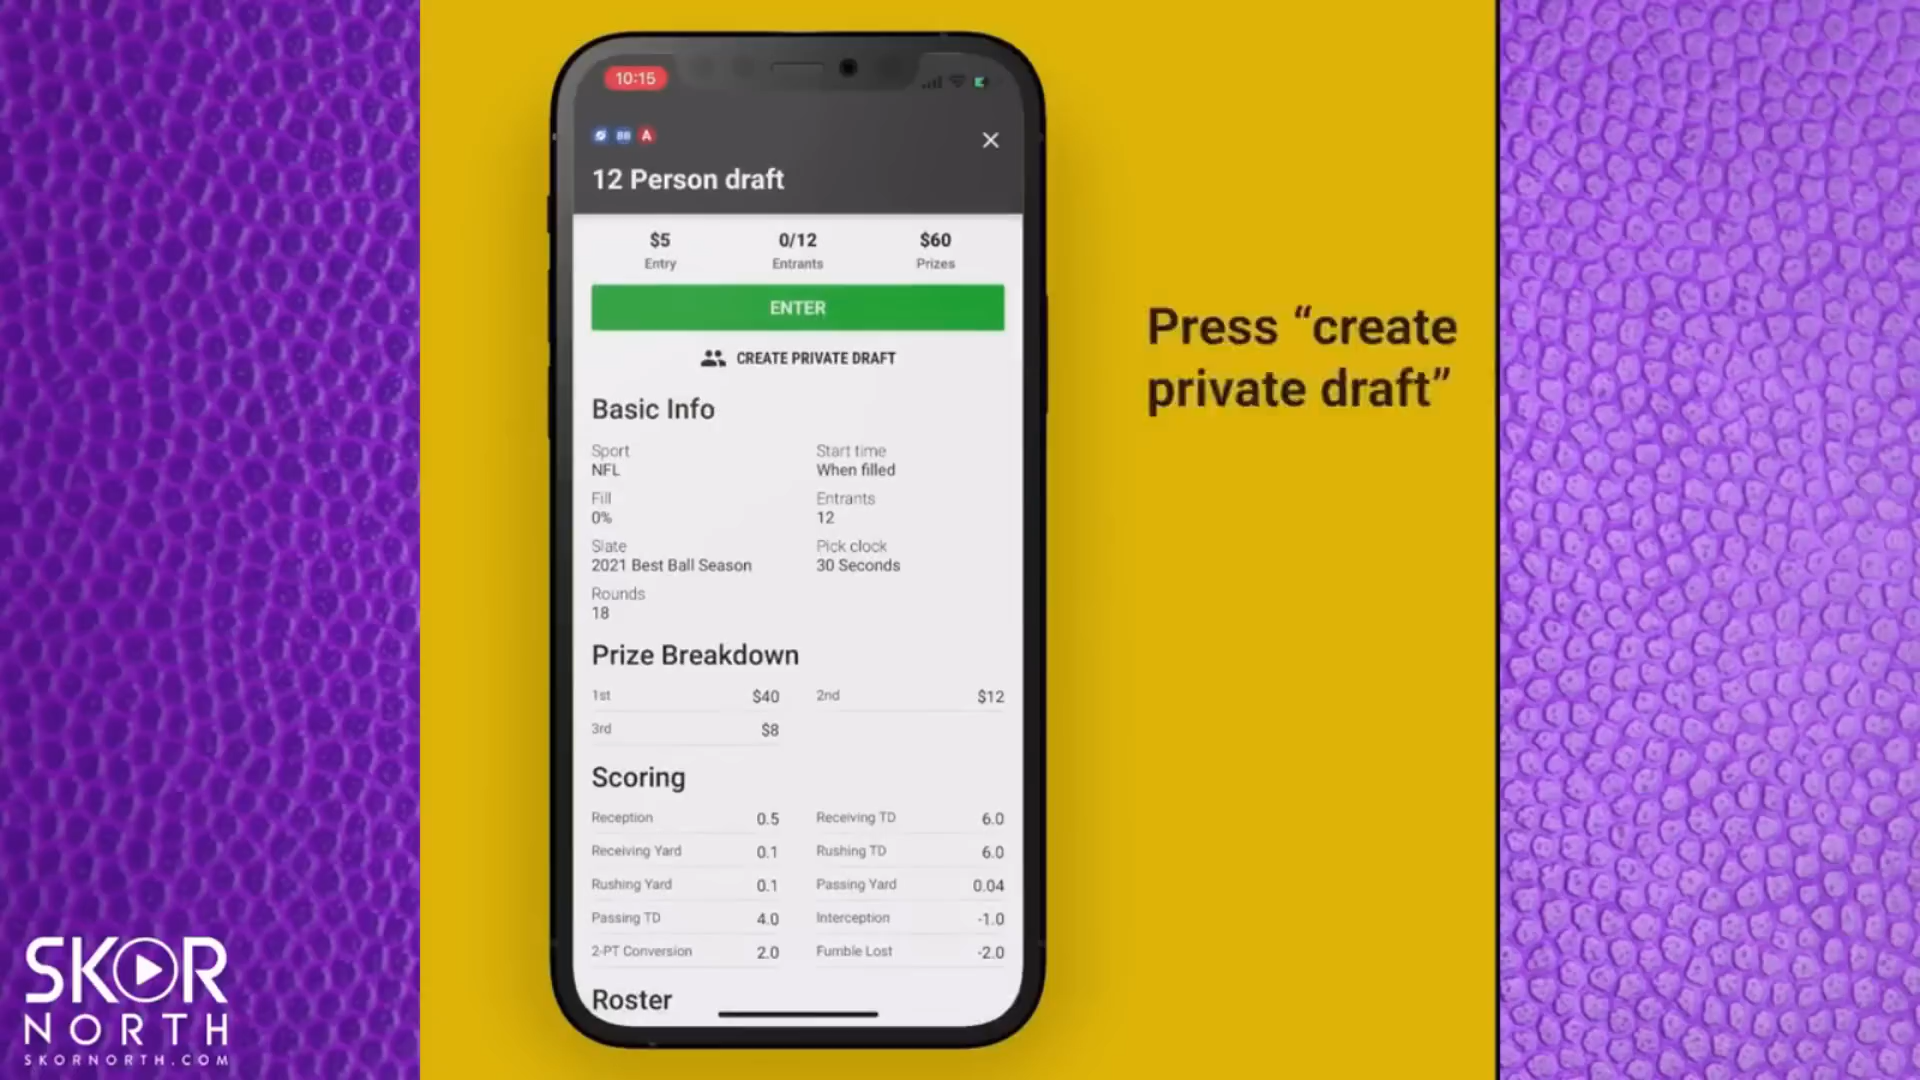 10:15
BB A
12 Person draft
$5 0/12 $60
Entry Entrants Prizes
ENTER
CREATE PRIVATE DRAFT
Basic Info
Sport Start time
NFL When filled
Fill Entrants
0% 12
Slate Pick clock
2021 Best Ball Season 30 Seconds
Rounds
18
Prize Breakdown
1st $40 2nd $12
3rd $8
Scoring
Reception 0.5 Receiving TD 6.0
Receiving Yard 0.1 Rushing TD 6.0
Rushing Yard 0.1 Passing Yard 0.04
Passing TD 4.0 Interception -1.0
2-PT Conversion 2.0 Fumble Lost -2.0
Roster
Press “create
private draft”
SKOR
NORTH
SKORNORTH.COM